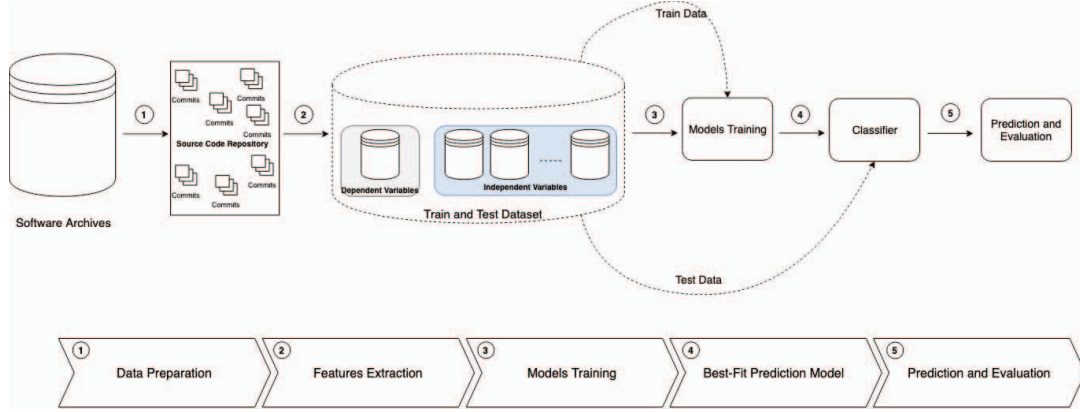 Train Data
1
Commits
Commits
Commits
Commits
Source Code Repository
Commits
Commits
Commits
2
3
Models Training
4
Classifier
5
Prediction and
Evaluation
Dependent Variables
Independent Variables
Train and Test Dataset
Software Archives
Test Data
1
Data Preparation
2
Features Extraction
3
Models Training
4
Best-Fit Prediction Model
5
Prediction and Evaluation